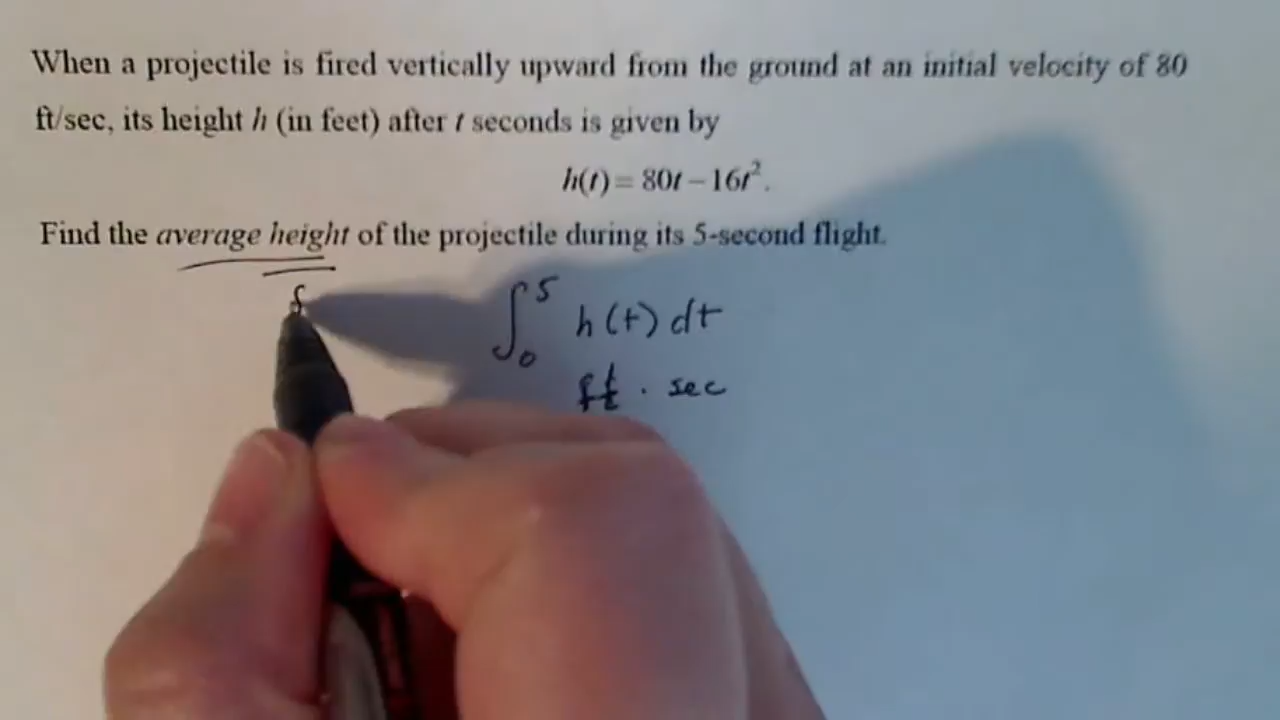 When a projectile is fired vertically upward from the ground at an initial velocity of 80
ft/sec, its height h (in feet) after t seconds is given by
h(t) = 80t – 16t².
Find the average height of the projectile during its 5-second flight.
∫₀⁵ h(t) dt
ft · sec